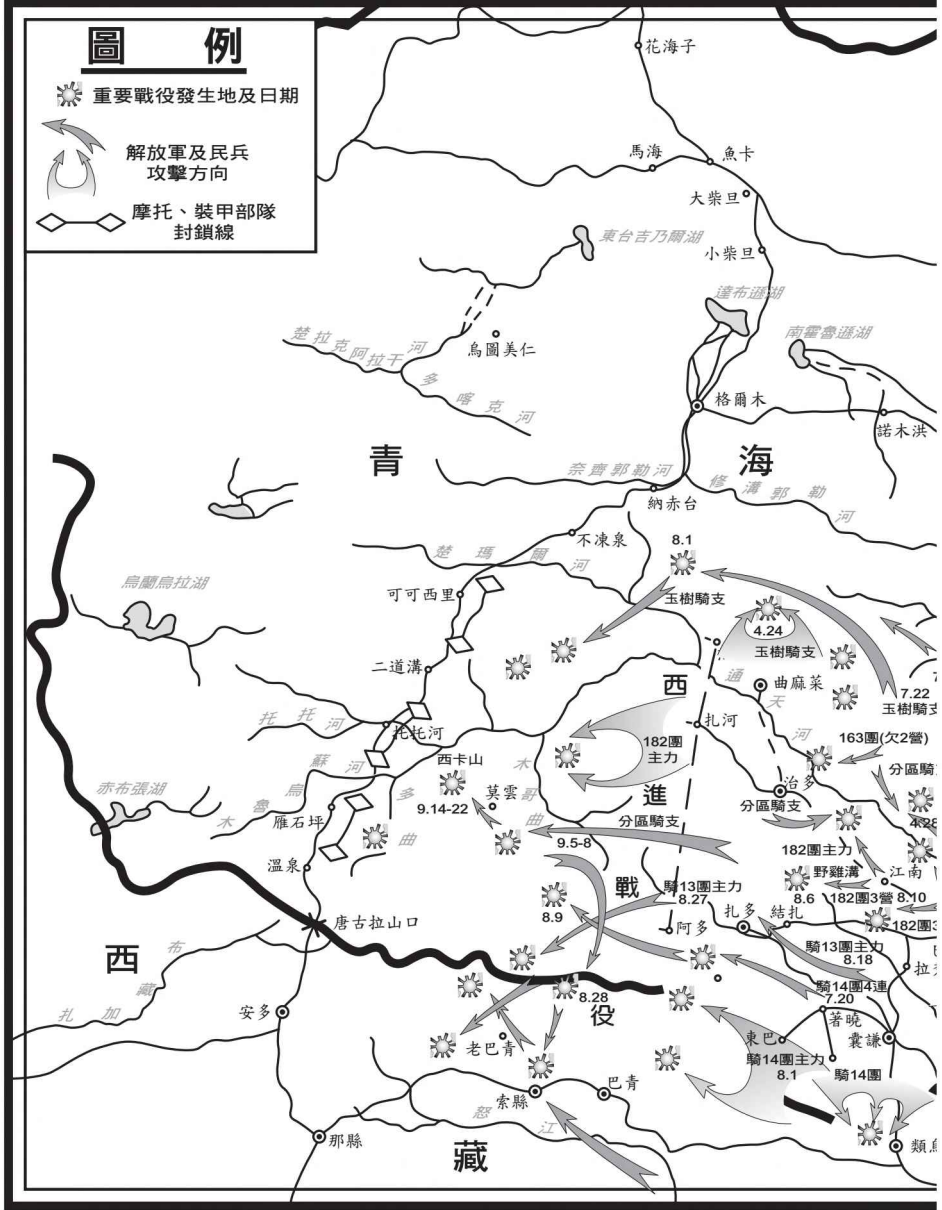 圖 例
重要戰役發生地及日期
解放軍及民兵
攻擊方向
摩托、裝甲部隊
封鎖線
花海子
馬海
魚卡
大柴旦
小柴旦
東台吉乃爾湖
達布遜湖
南霍魯遜湖
烏圖美仁
楚拉克阿拉干河
多喀克河
格爾木
諾木洪
青
海
奈齊郭勒河
納赤台
修溝郭勒河
不凍泉
楚瑪爾河
8.1
玉樹騎支
烏蘭烏拉湖
可可西里
4.24
玉樹騎支
二道溝
西
通天河
曲麻菜
7.22
玉樹騎支
托托河
托托河
扎河
182團
主力
163團(欠2營)
西卡山
9.14-22
木魯烏蘇河
莫雲
木哥曲
進
治多
分區騎支
分區騎支
分區騎支
4.28
赤布張湖
雁石坪
多曲
9.5-8
182團主力
溫泉
戰
騎13團主力
8.27
野雞溝
8.6
江南
182團3營
8.10
182團3
8.9
唐古拉山口
阿多
扎多
結扎
騎13團主力
8.18
拉
西
布
藏
扎加
安多
8.28
役
騎14團4連
7.20
著曉
囊謙
東巴
老巴青
騎14團主力
8.1
騎14團
索縣
巴青
怒江
那縣
藏
類